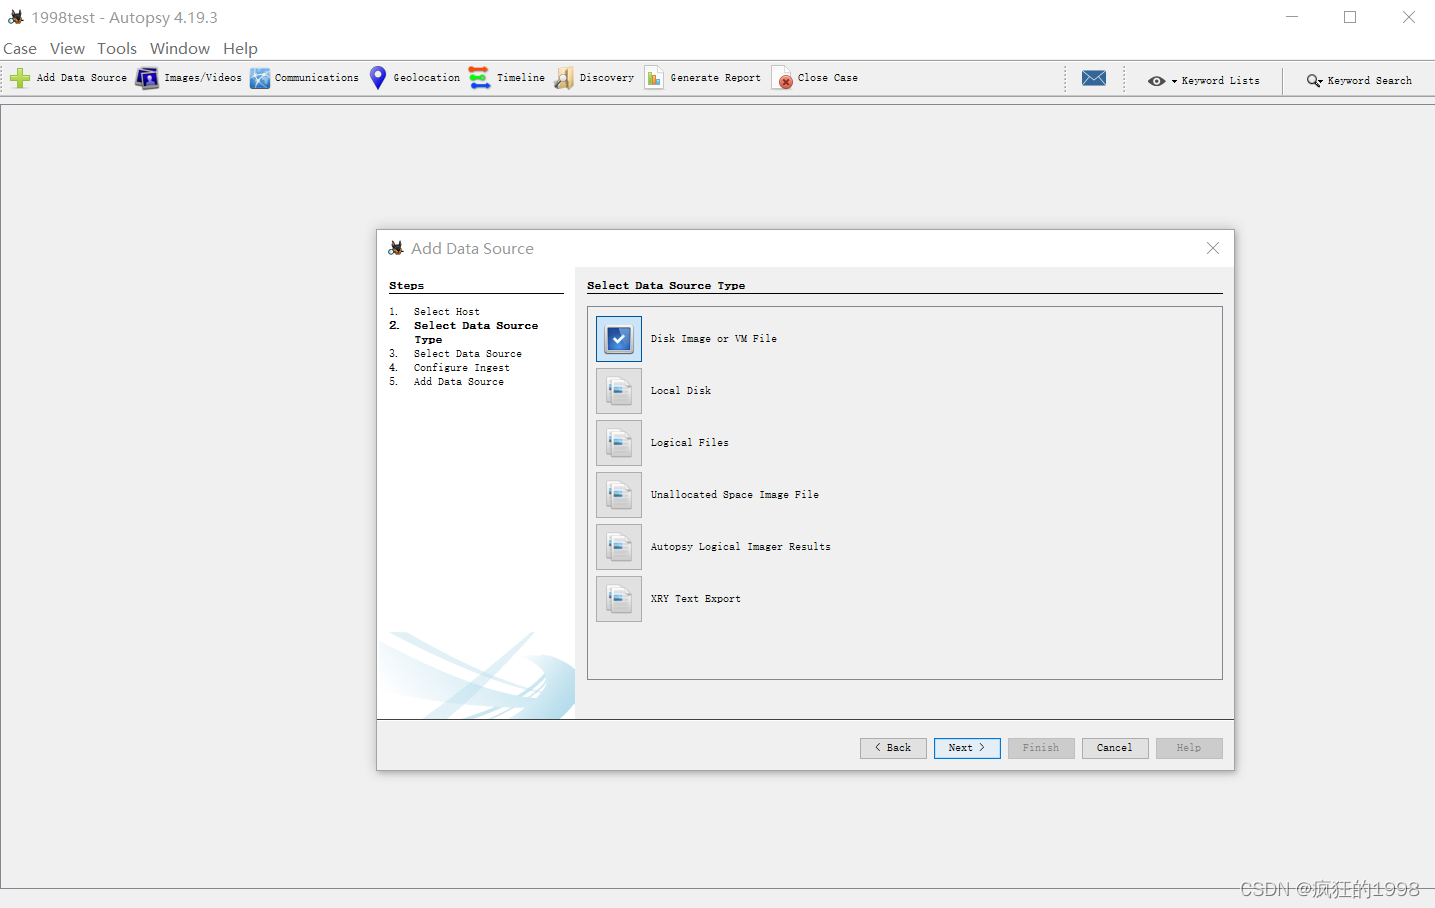 1998test - Autopsy 4.19.3
Case View Tools Window Help
Add Data Source Images/Videos Communications Geolocation Timeline Discovery Generate Report Close Case Keyword Lists Keyword Search
Add Data Source
Steps
1. Select Host
2. Select Data Source
Type
3. Select Data Source
4. Configure Ingest
5. Add Data Source
Select Data Source Type
Disk Image or VM File
Local Disk
Logical Files
Unallocated Space Image File
Autopsy Logical Imager Results
XRY Text Export
< Back Next > Finish Cancel Help
CSDN @疯狂的1998